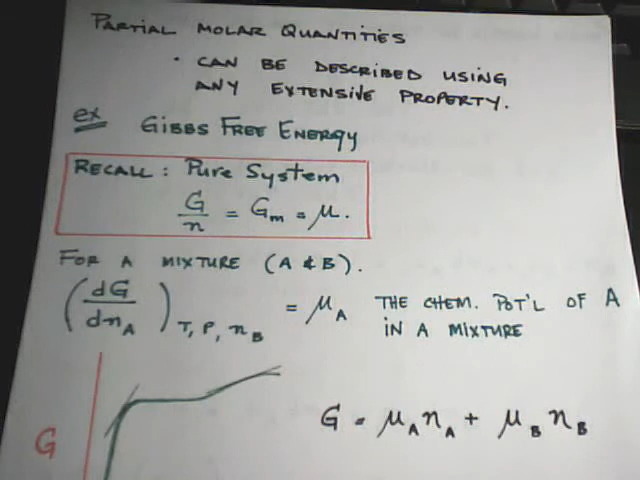 PARTIAL MOLAR QUANTITIES
• CAN BE DESCRIBED USING
ANY EXTENSIVE PROPERTY.
ex GIBBS FREE ENERGY
RECALL: Pure System
G/n = Gm = μ.
FOR A MIXTURE (A & B).
(dG/dnA)T, P, nB = μA THE CHEM. POT'L OF A
IN A MIXTURE
G = μAnA + μBnB
G